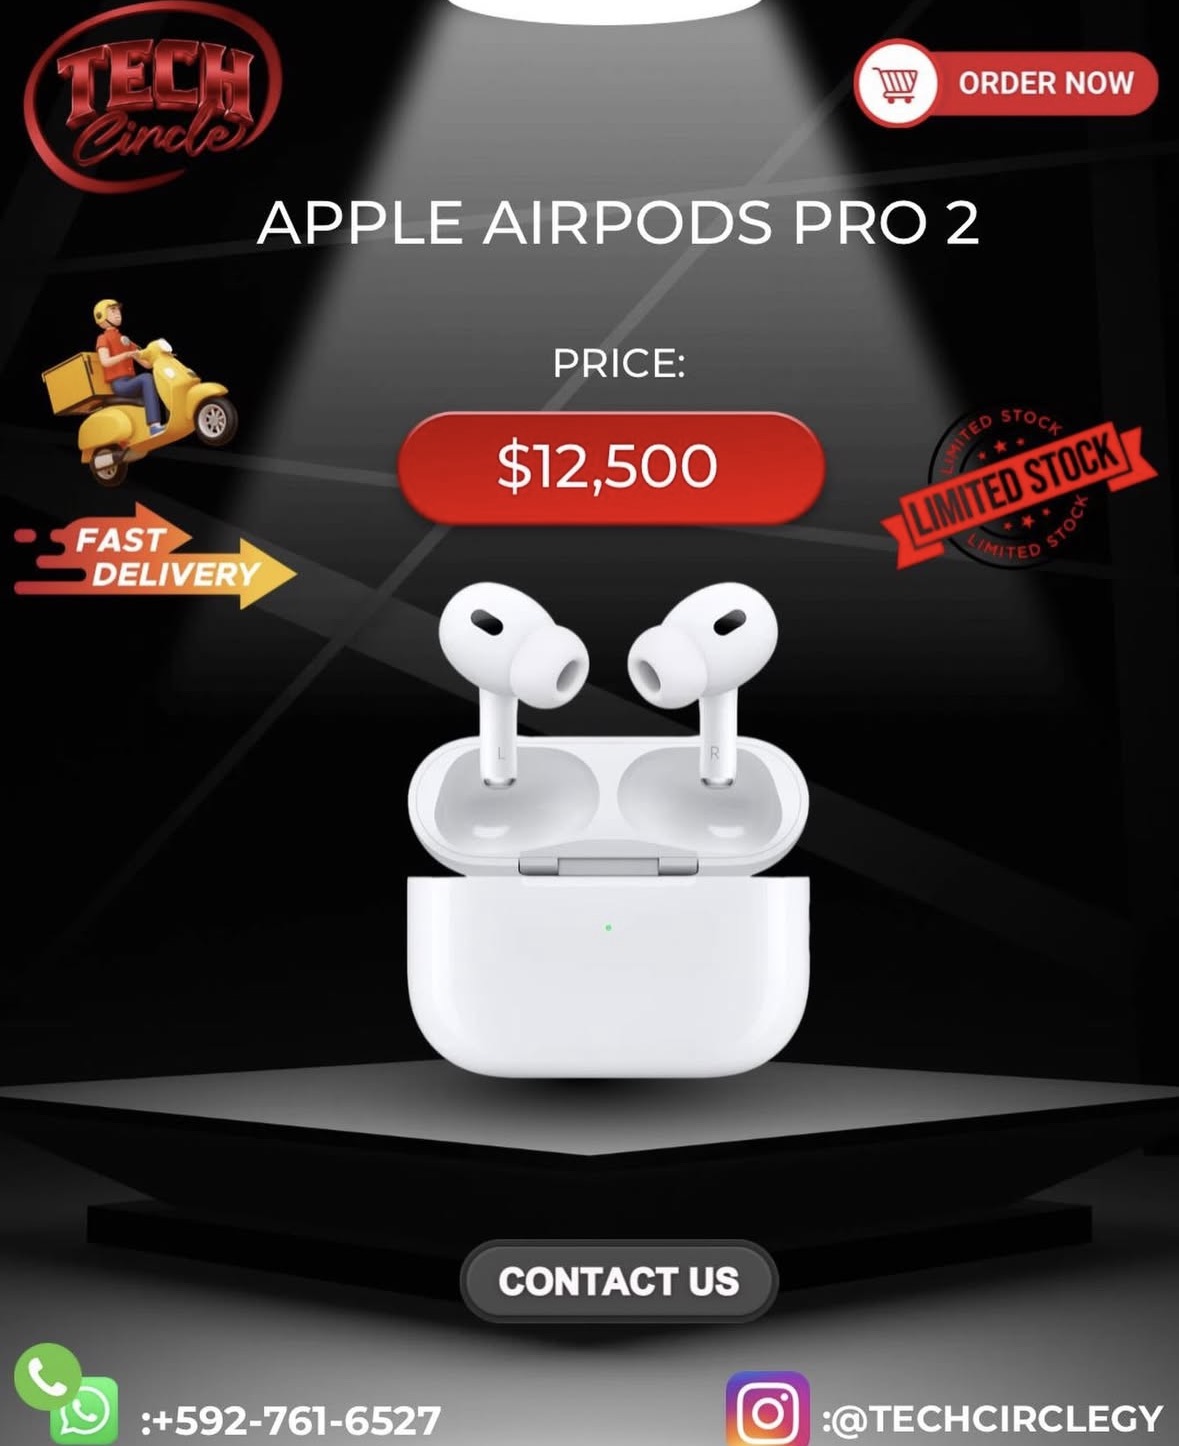 TECH
Circle
ORDER NOW
APPLE AIRPODS PRO 2
PRICE:
$12,500
LIMITED STOCK
LIMITED STOCK
LIMITED STOCK
FAST
DELIVERY
L
R
CONTACT US
:+592-761-6527
:@TECHCIRCLEGY